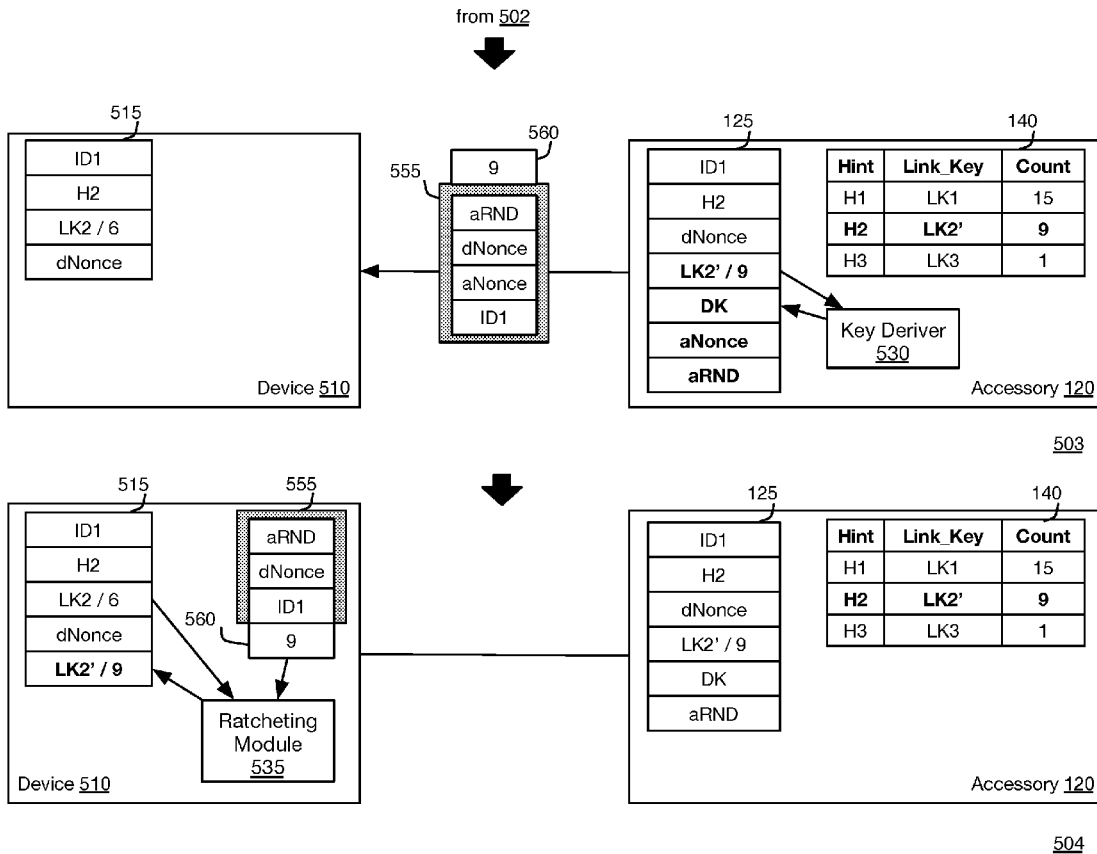 from 502
515
ID1
H2
LK2 / 6
dNonce
Device 510
555
560
9
aRND
dNonce
aNonce
ID1
125
ID1
H2
dNonce
LK2' / 9
DK
aNonce
aRND
140
Hint Link_Key Count
H1 LK1 15
H2 LK2' 9
H3 LK3 1
Key Deriver
530
Accessory 120
503
515
ID1
H2
LK2 / 6
dNonce
LK2' / 9
555
aRND
dNonce
ID1
560
9
Ratcheting
Module
535
Device 510
125
ID1
H2
dNonce
LK2' / 9
DK
aRND
140
Hint Link_Key Count
H1 LK1 15
H2 LK2' 9
H3 LK3 1
Accessory 120
504